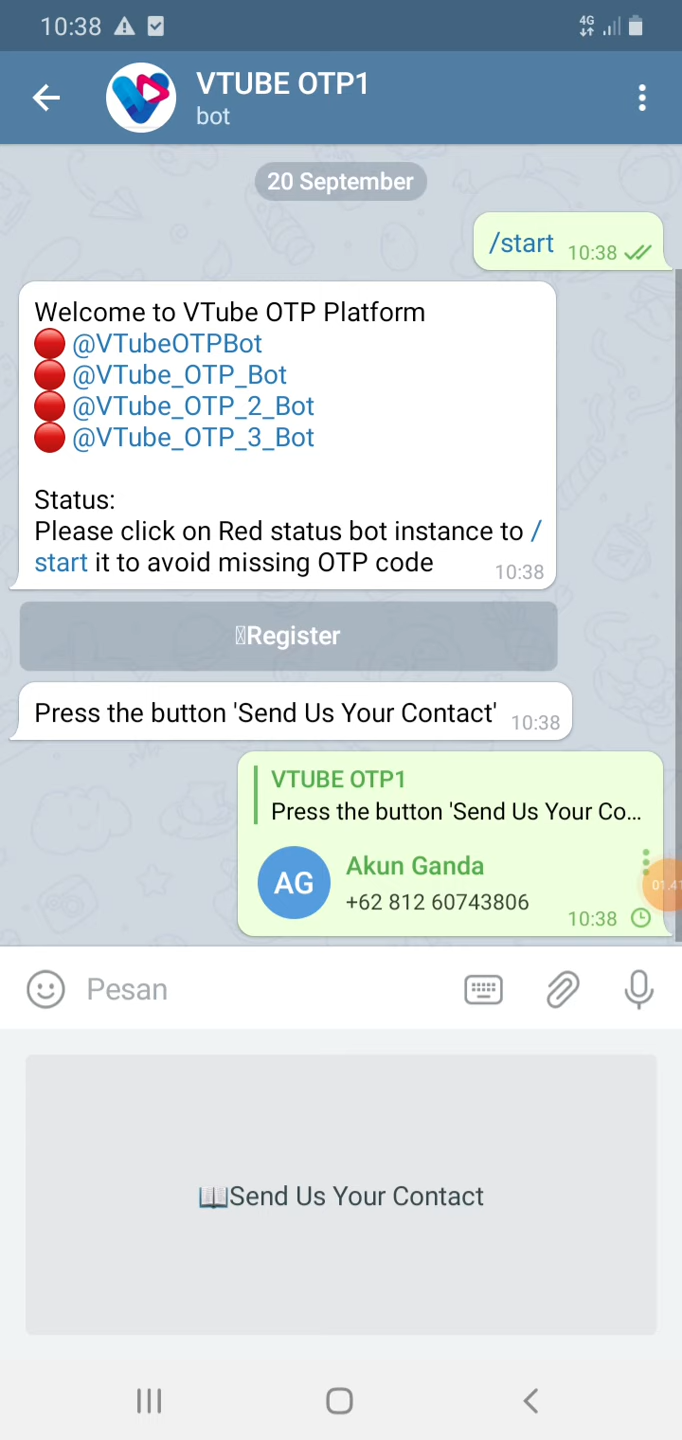 10:38
4G
VTUBE OTP1
bot
20 September
/start 10:38
Welcome to VTube OTP Platform
🔴 @VTubeOTPBot
🔴 @VTube_OTP_Bot
🔴 @VTube_OTP_2_Bot
🔴 @VTube_OTP_3_Bot
Status:
Please click on Red status bot instance to /
start it to avoid missing OTP code 10:38
Register
Press the button 'Send Us Your Contact' 10:38
VTUBE OTP1
Press the button 'Send Us Your Co...
AG
Akun Ganda
+62 812 60743806
10:38
Pesan
📖Send Us Your Contact